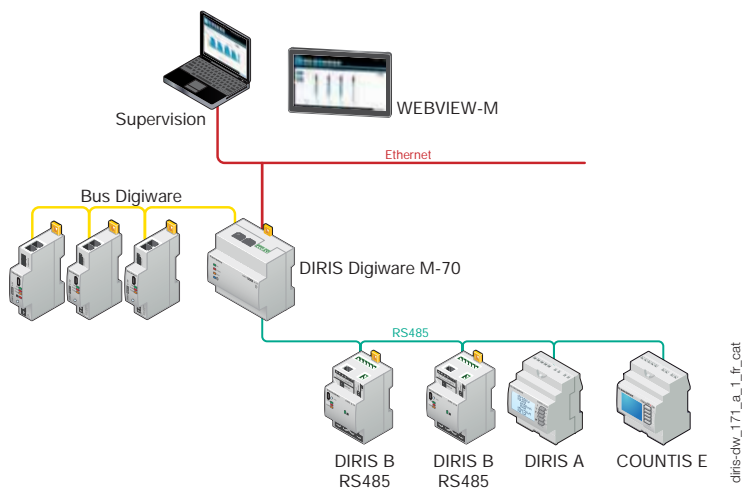 Supervision
WEBVIEW-M
Ethernet
Bus Digiware
DIRIS Digiware M-70
RS485
DIRIS B
RS485
DIRIS B
RS485
DIRIS A
COUNTIS E
diris-dw_171_a_1_fr_cat